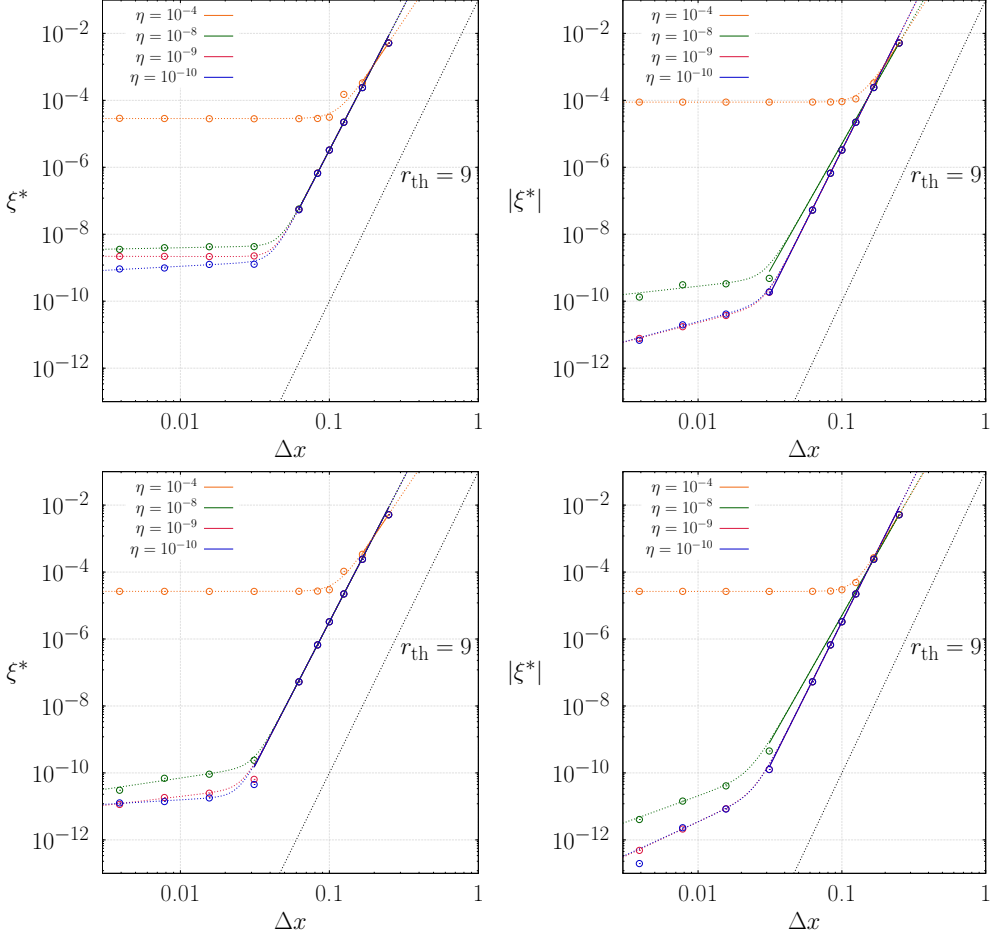 η = 10⁻⁴
η = 10⁻⁸
η = 10⁻⁹
η = 10⁻¹⁰
10⁻²
10⁻⁴
10⁻⁶
10⁻⁸
10⁻¹⁰
10⁻¹²
ξ*
r_th = 9
0.01
0.1
1
Δx
η = 10⁻⁴
η = 10⁻⁸
η = 10⁻⁹
η = 10⁻¹⁰
10⁻²
10⁻⁴
10⁻⁶
10⁻⁸
10⁻¹⁰
10⁻¹²
|ξ*|
r_th = 9
0.01
0.1
1
Δx
η = 10⁻⁴
η = 10⁻⁸
η = 10⁻⁹
η = 10⁻¹⁰
10⁻²
10⁻⁴
10⁻⁶
10⁻⁸
10⁻¹⁰
10⁻¹²
ξ*
r_th = 9
0.01
0.1
1
Δx
η = 10⁻⁴
η = 10⁻⁸
η = 10⁻⁹
η = 10⁻¹⁰
10⁻²
10⁻⁴
10⁻⁶
10⁻⁸
10⁻¹⁰
10⁻¹²
|ξ*|
r_th = 9
0.01
0.1
1
Δx